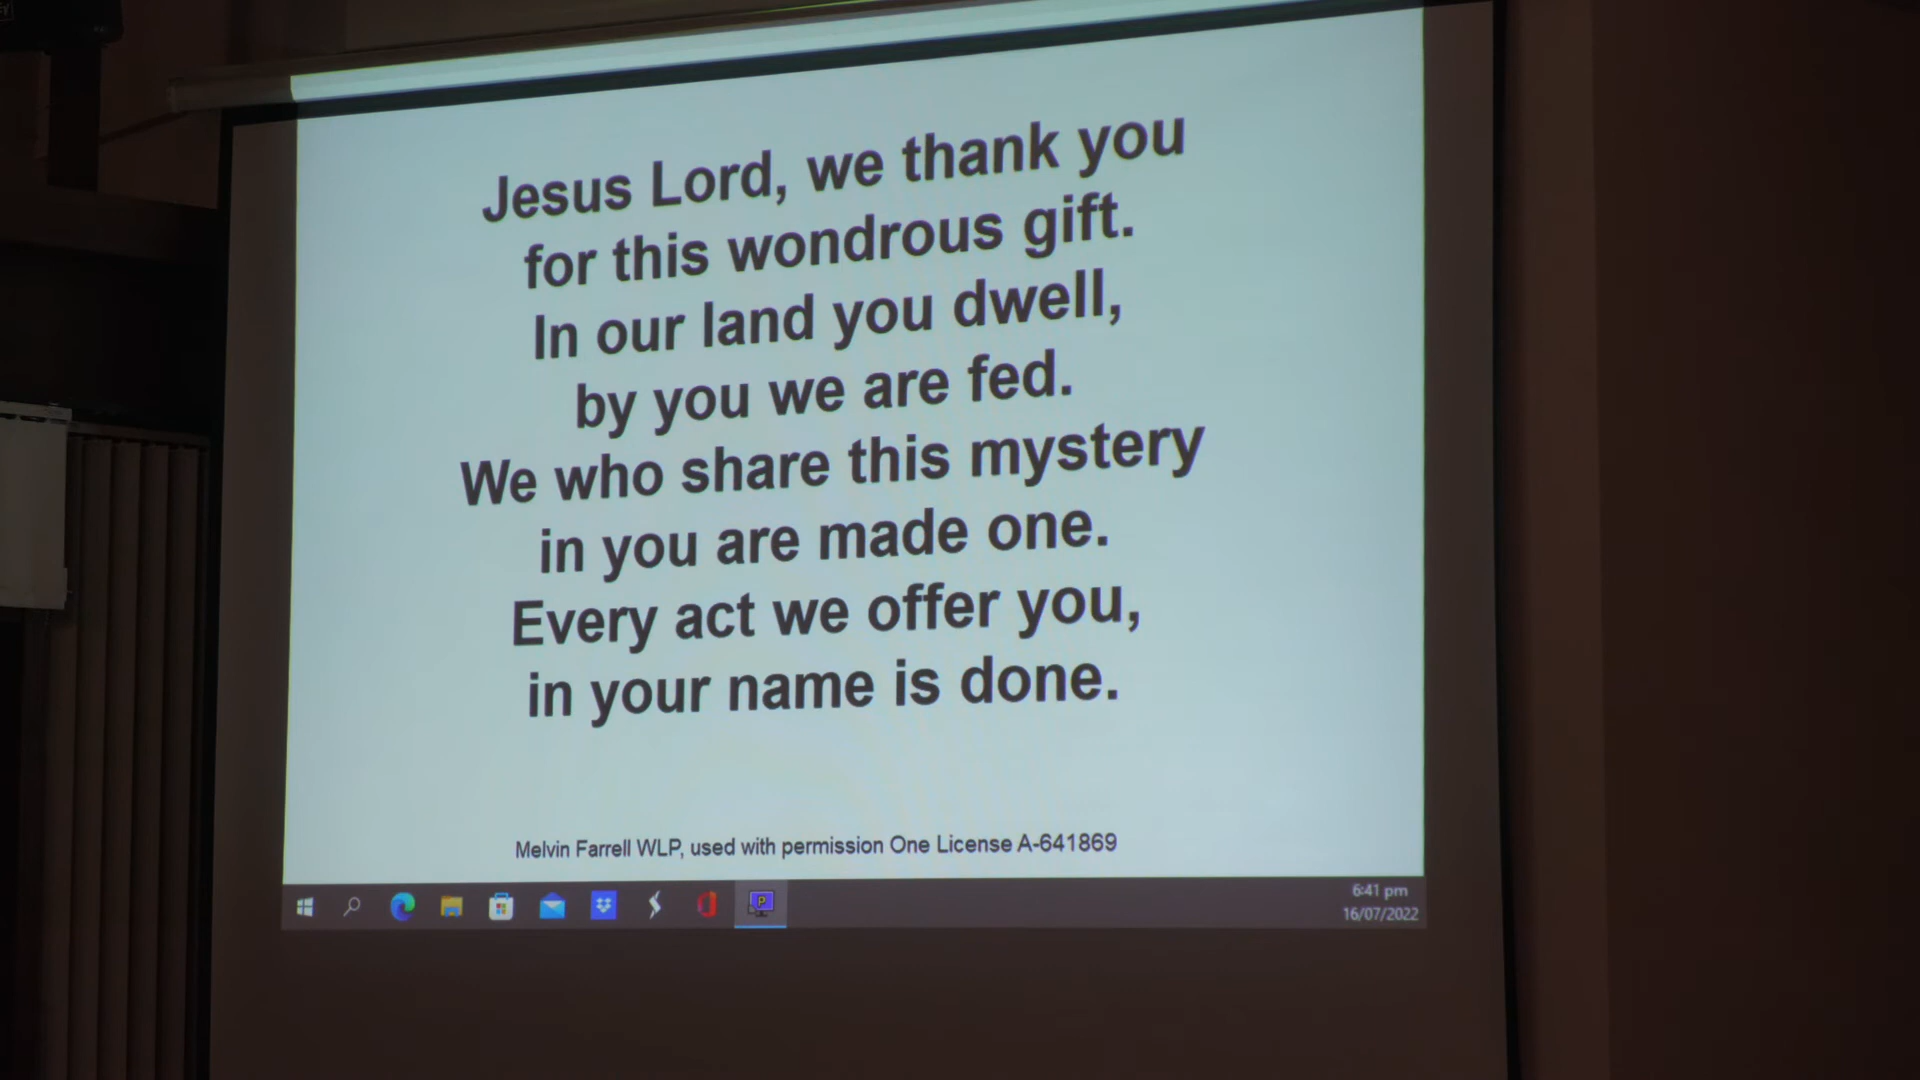 Jesus Lord, we thank you
for this wondrous gift.
In our land you dwell,
by you we are fed.
We who share this mystery
in you are made one.
Every act we offer you,
in your name is done.
Melvin Farrell WLP, used with permission One License A-641869
6:41 pm
16/07/2022